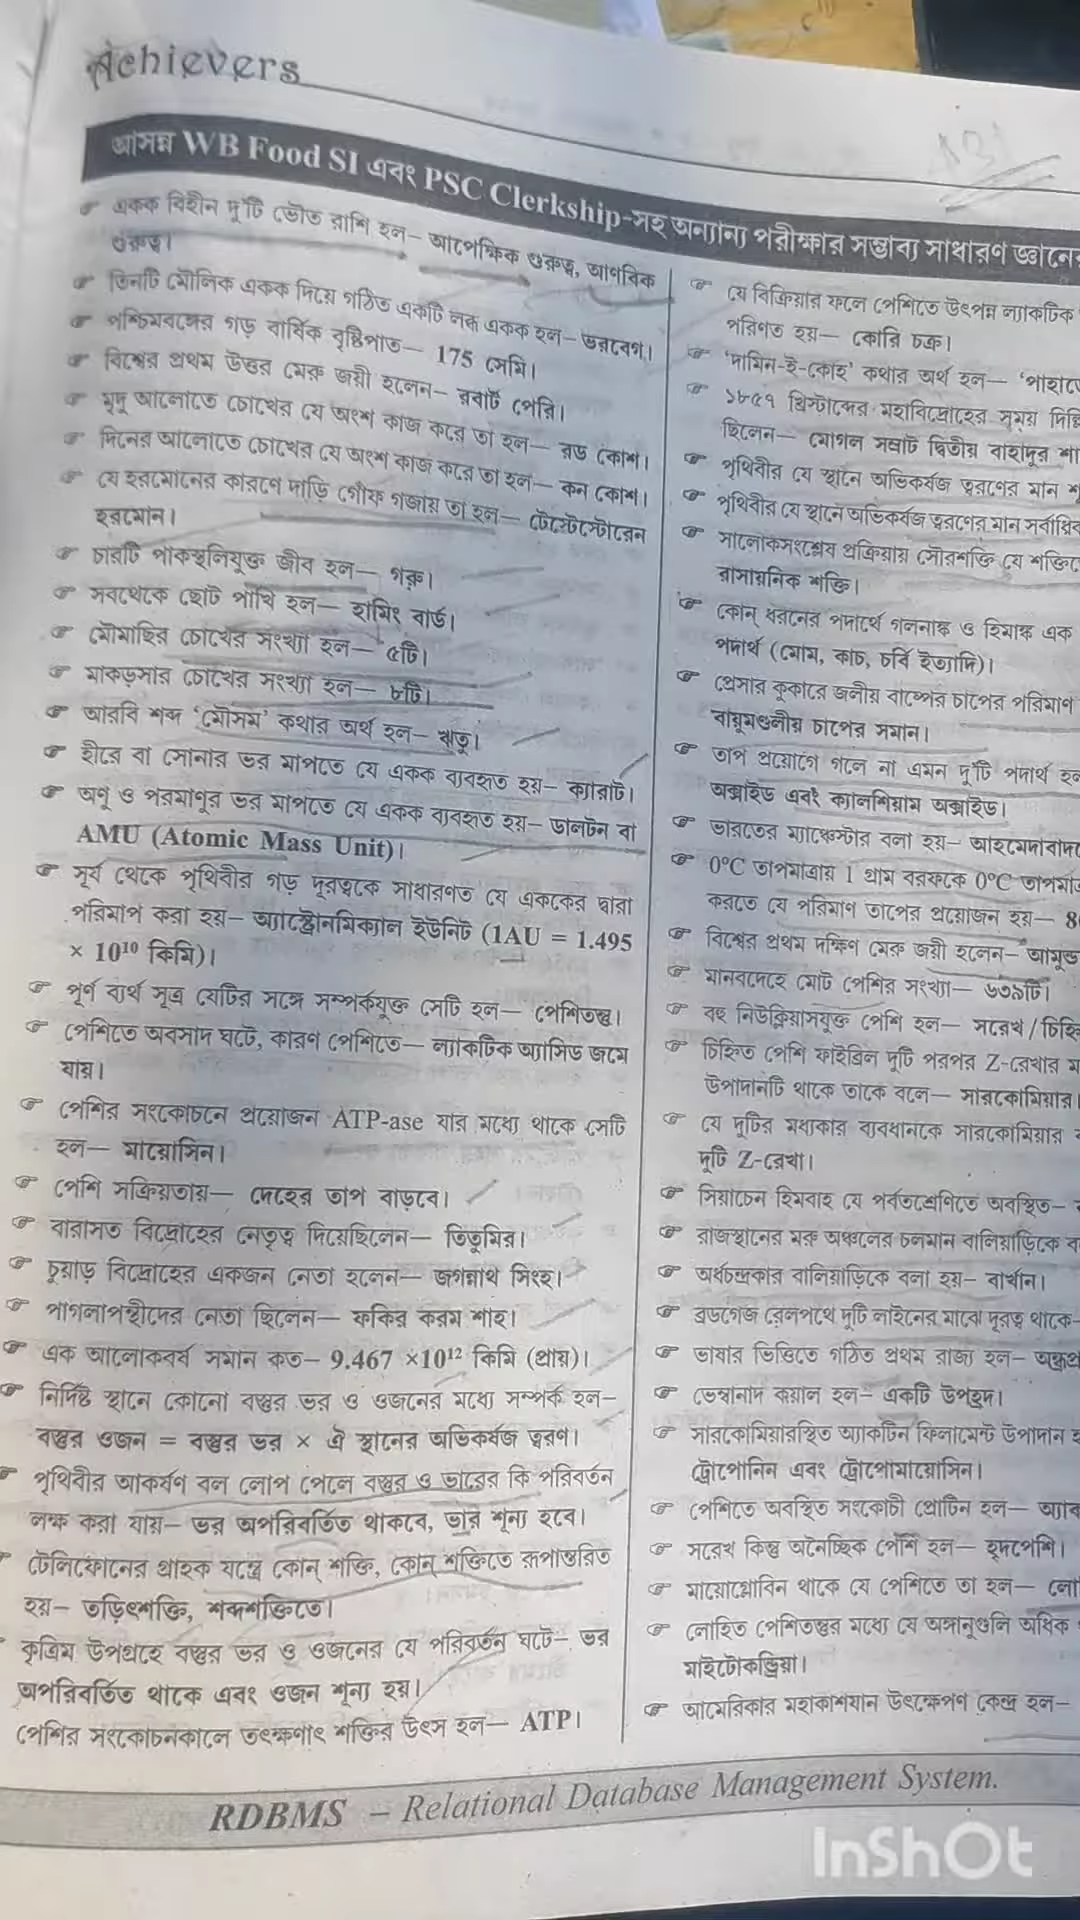 Achievers
আসন্ন WB Food SI এবং PSC Clerkship-সহ অন্যান্য পরীক্ষার সম্ভাব্য সাধারণ জ্ঞানের
একক বিহীন দু'টি ভৌত রাশি হল– আপেক্ষিক গুরুত্ব, আণবিক
গুরুত্ব।
তিনটি মৌলিক একক দিয়ে গঠিত একটি লব্ধ একক হল– ভরবেগ।
পশ্চিমবঙ্গের গড় বার্ষিক বৃষ্টিপাত– 175 সেমি।
বিশ্বের প্রথম উত্তর মেরু জয়ী হলেন– রবার্ট পেরি।
মৃদু আলোতে চোখের যে অংশ কাজ করে তা হল— রড কোশ।
দিনের আলোতে চোখের যে অংশ কাজ করে তা হল— কন কোশ।
যে হরমোনের কারণে দাড়ি গোঁফ গজায় তা হল— টেস্টেস্টোরেন
হরমোন।
চারটি পাকস্থলিযুক্ত জীব হল— গরু।
সবথেকে ছোট পাখি হল— হামিং বার্ড।
মৌমাছির চোখের সংখ্যা হল— ৫টি।
মাকড়সার চোখের সংখ্যা হল— ৮টি।
আরবি শব্দ 'মৌসম' কথার অর্থ হল– ঋতু।
হীরে বা সোনার ভর মাপতে যে একক ব্যবহৃত হয়– ক্যারাট।
অণু ও পরমাণুর ভর মাপতে যে একক ব্যবহৃত হয়– ডালটন বা
AMU (Atomic Mass Unit)।
সূর্য থেকে পৃথিবীর গড় দূরত্বকে সাধারণত যে এককের দ্বারা
পরিমাপ করা হয়– অ্যাস্ট্রোনমিক্যাল ইউনিট (1AU = 1.495
× 10¹⁰ কিমি)।
পূর্ণ ব্যর্থ সূত্র যেটির সঙ্গে সম্পর্কযুক্ত সেটি হল— পেশিতন্তু।
পেশিতে অবসাদ ঘটে, কারণ পেশিতে— ল্যাকটিক অ্যাসিড জমে
যায়।
পেশির সংকোচনে প্রয়োজন ATP-ase যার মধ্যে থাকে সেটি
হল— মায়োসিন।
পেশি সক্রিয়তায়— দেহের তাপ বাড়বে।
বারাসত বিদ্রোহের নেতৃত্ব দিয়েছিলেন— তিতুমির।
চুয়াড় বিদ্রোহের একজন নেতা হলেন— জগন্নাথ সিংহ।
পাগলাপন্থীদের নেতা ছিলেন— ফকির করম শাহ।
এক আলোকবর্ষ সমান কত– 9.467 ×10¹² কিমি (প্রায়)।
নির্দিষ্ট স্থানে কোনো বস্তুর ভর ও ওজনের মধ্যে সম্পর্ক হল–
বস্তুর ওজন = বস্তুর ভর × ঐ স্থানের অভিকর্ষজ ত্বরণ।
পৃথিবীর আকর্ষণ বল লোপ পেলে বস্তুর ও ভারের কি পরিবর্তন
লক্ষ করা যায়– ভর অপরিবর্তিত থাকবে, ভার শূন্য হবে।
টেলিফোনের গ্রাহক যন্ত্রে কোন্ শক্তি, কোন্ শক্তিতে রূপান্তরিত
হয়– তড়িৎশক্তি, শব্দশক্তিতে।
কৃত্রিম উপগ্রহে বস্তুর ভর ও ওজনের যে পরিবর্তন ঘটে– ভর
অপরিবর্তিত থাকে এবং ওজন শূন্য হয়।
পেশির সংকোচনকালে তৎক্ষণাৎ শক্তির উৎস হল— ATP।
যে বিক্রিয়ার ফলে পেশিতে উৎপন্ন ল্যাকটিক
পরিণত হয়— কোরি চক্র।
'দামিন-ই-কোহ' কথার অর্থ হল— 'পাহাড়ে
১৮৫৭ খ্রিস্টাব্দের মহাবিদ্রোহের সময় দিল্লি
ছিলেন— মোগল সম্রাট দ্বিতীয় বাহাদুর শা
পৃথিবীর যে স্থানে অভিকর্ষজ ত্বরণের মান শ
পৃথিবীর যে স্থানে অভিকর্ষজ ত্বরণের মান সর্বাধিক
সালোকসংশ্লেষ প্রক্রিয়ায় সৌরশক্তি যে শক্তিতে
রাসায়নিক শক্তি।
কোন্ ধরনের পদার্থে গলনাঙ্ক ও হিমাঙ্ক এক
পদার্থ (মোম, কাচ, চর্বি ইত্যাদি)।
প্রেসার কুকারে জলীয় বাষ্পের চাপের পরিমাণ
বায়ুমণ্ডলীয় চাপের সমান।
তাপ প্রয়োগে গলে না এমন দু'টি পদার্থ হল
অক্সাইড এবং ক্যালশিয়াম অক্সাইড।
ভারতের ম্যাঞ্চেস্টার বলা হয়– আহমেদাবাদকে
0°C তাপমাত্রায় 1 গ্রাম বরফকে 0°C তাপমা
করতে যে পরিমাণ তাপের প্রয়োজন হয়– 8
বিশ্বের প্রথম দক্ষিণ মেরু জয়ী হলেন– আমুন্ড
মানবদেহে মোট পেশির সংখ্যা– ৬৩৯টি।
বহু নিউক্লিয়াসযুক্ত পেশি হল– সরেখ / চিহ্নি
চিহ্নিত পেশি ফাইব্রিল দুটি পরপর Z-রেখার ম
উপাদানটি থাকে তাকে বলে— সারকোমিয়ার।
যে দুটির মধ্যকার ব্যবধানকে সারকোমিয়ার ব
দুটি Z-রেখা।
সিয়াচেন হিমবাহ যে পর্বতশ্রেণিতে অবস্থিত–
রাজস্থানের মরু অঞ্চলের চলমান বালিয়াড়িকে ব
অর্ধচন্দ্রকার বালিয়াড়িকে বলা হয়– বার্খান।
ব্রডগেজ রেলপথে দুটি লাইনের মাঝে দূরত্ব থাকে–
ভাষার ভিত্তিতে গঠিত প্রথম রাজ্য হল– অন্ধ্রপ্র
ভেম্বানাদ কয়াল হল– একটি উপহ্রদ।
সারকোমিয়ারস্থিত অ্যাকটিন ফিলামেন্ট উপাদান হ
ট্রোপোনিন এবং ট্রোপোমায়োসিন।
পেশিতে অবস্থিত সংকোচী প্রোটিন হল– অ্যাক
সরেখ কিন্তু অনৈচ্ছিক পেশি হল– হৃদপেশি।
মায়োগ্লোবিন থাকে যে পেশিতে তা হল– লো
লোহিত পেশিতন্তুর মধ্যে যে অঙ্গানুগুলি অধিক
মাইটোকন্ড্রিয়া।
আমেরিকার মহাকাশযান উৎক্ষেপণ কেন্দ্র হল–
RDBMS – Relational Database Management System.
InShOt